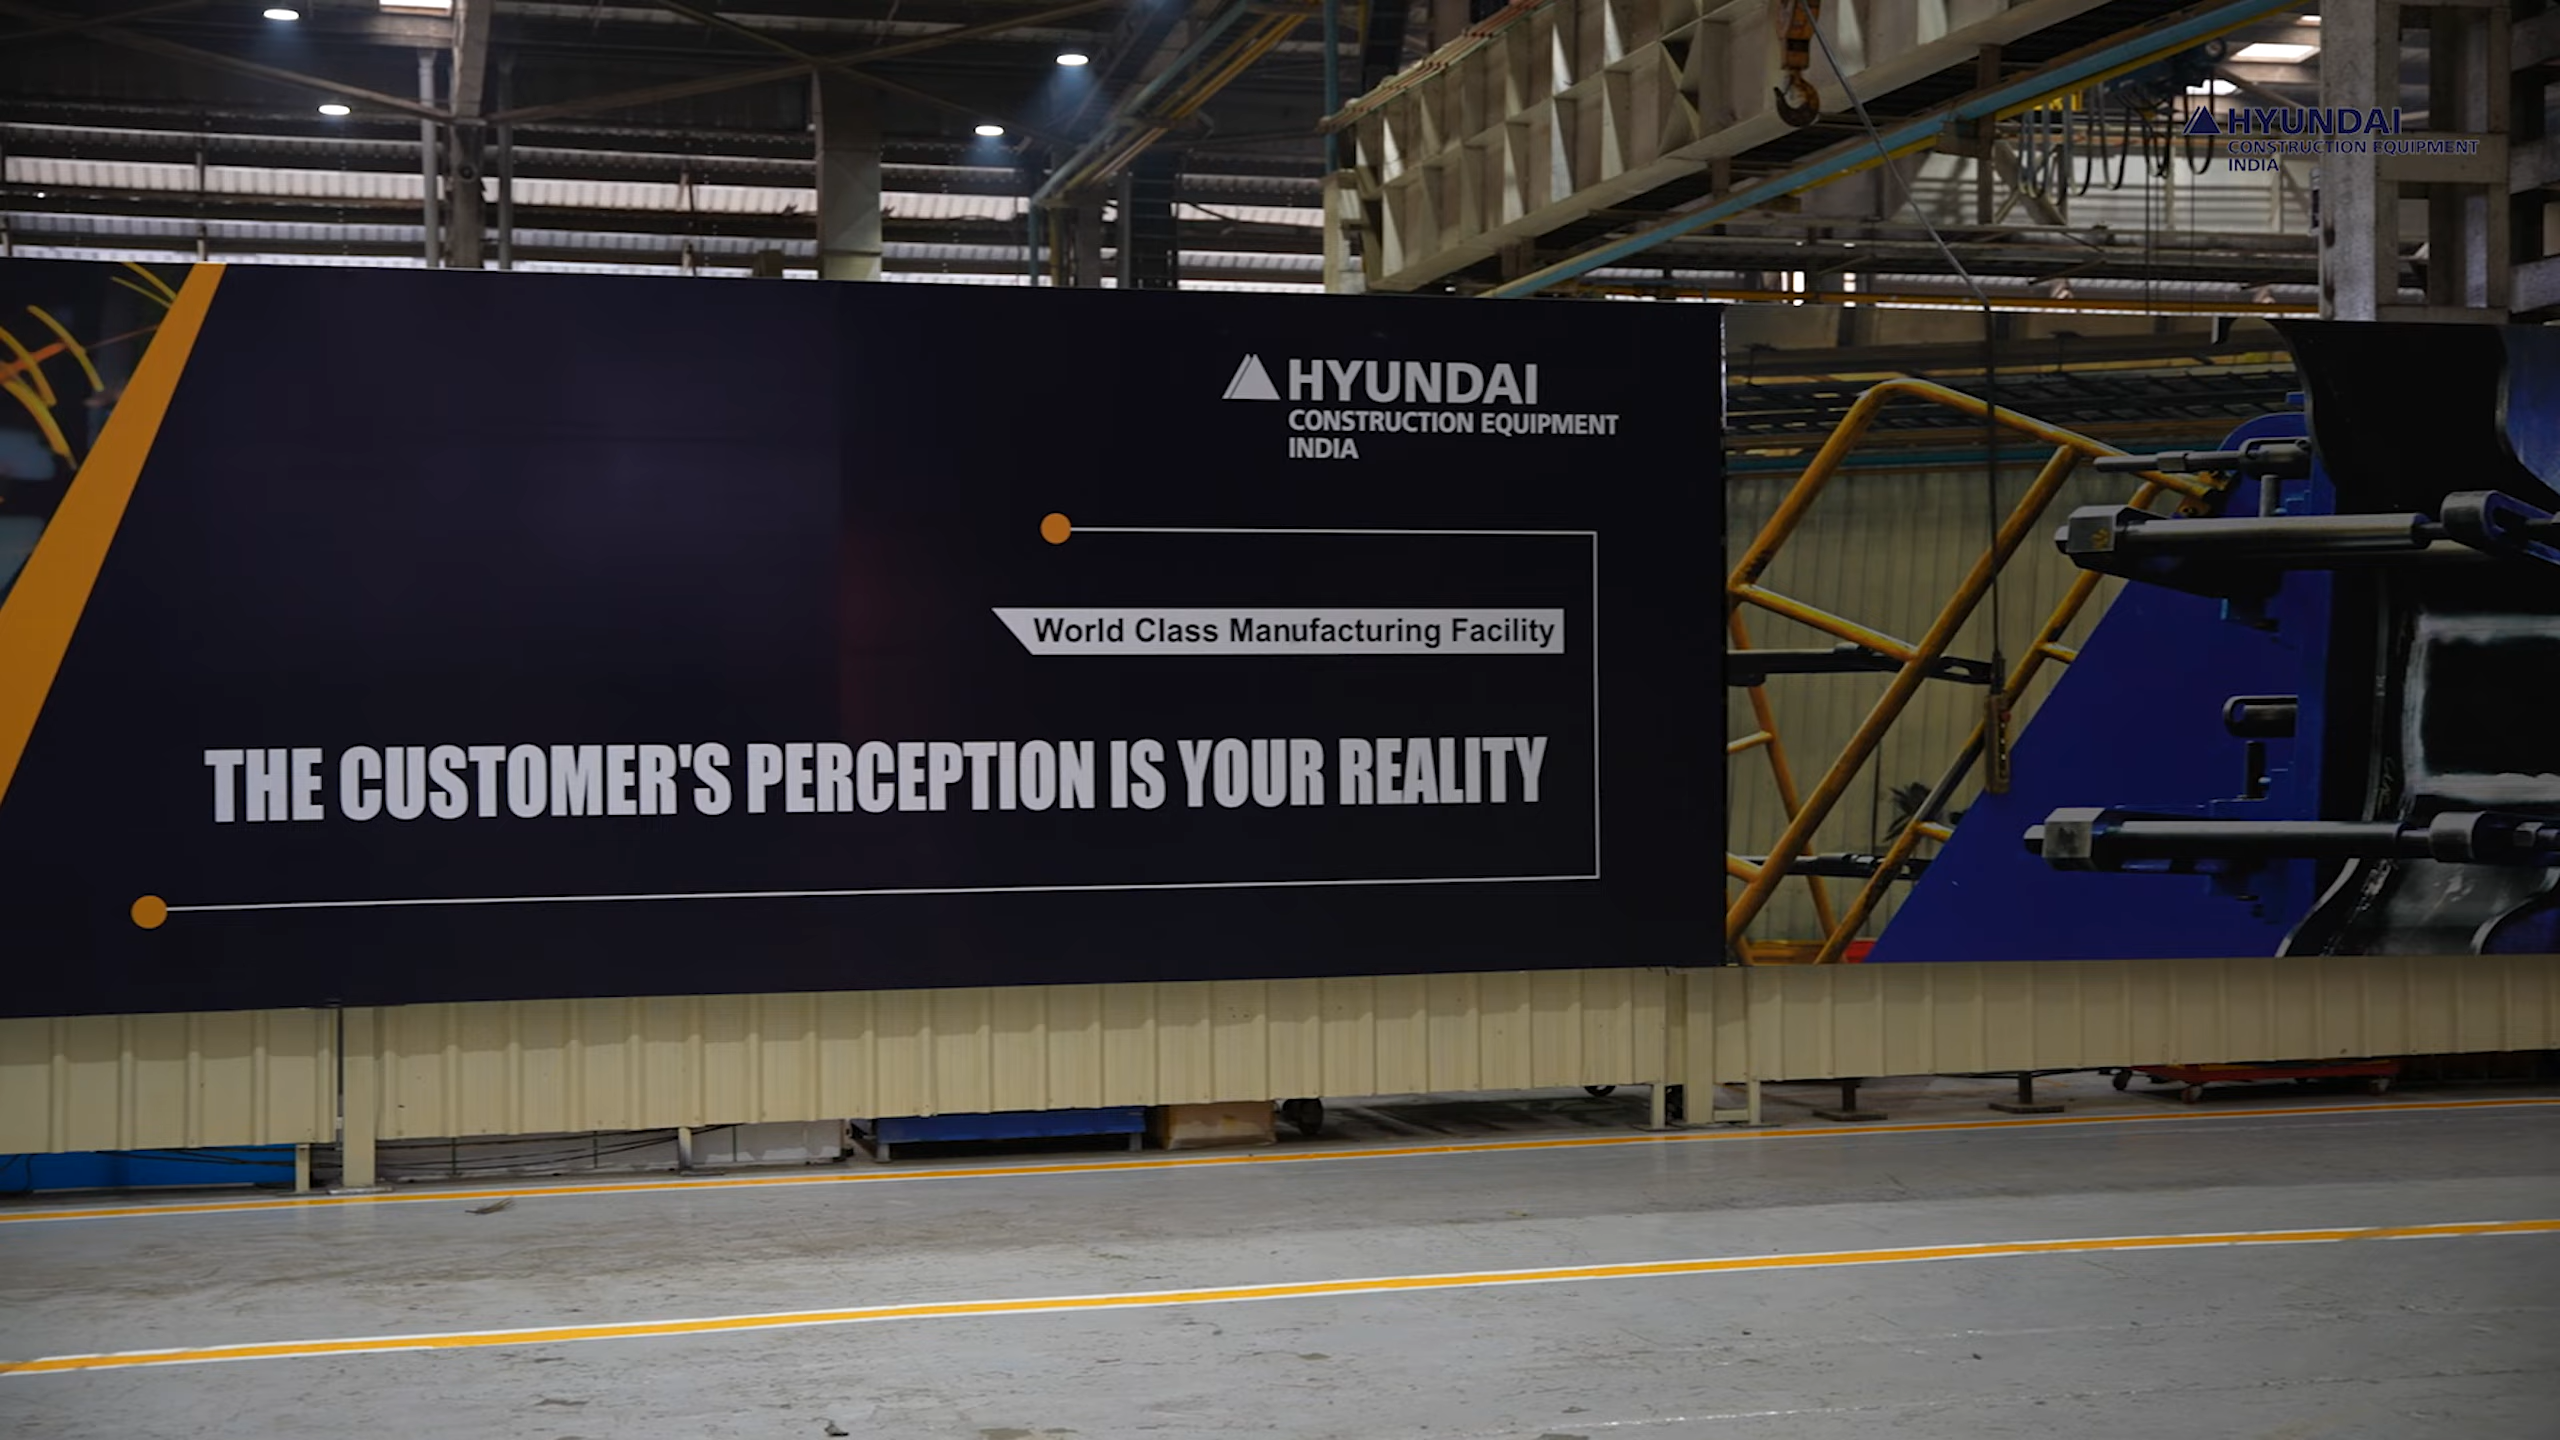 HYUNDAI
CONSTRUCTION EQUIPMENT
INDIA
HYUNDAI
CONSTRUCTION EQUIPMENT
INDIA
World Class Manufacturing Facility
THE CUSTOMER'S PERCEPTION IS YOUR REALITY